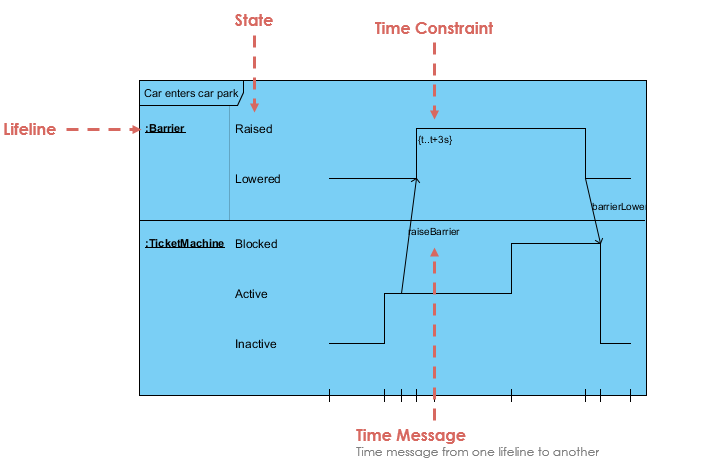 State
Time Constraint
Car enters car park
Lifeline
:Barrier
Raised
{t..t+3s}
Lowered
barrierLower
raiseBarrier
:TicketMachine
Blocked
Active
Inactive
Time Message
Time message from one lifeline to another